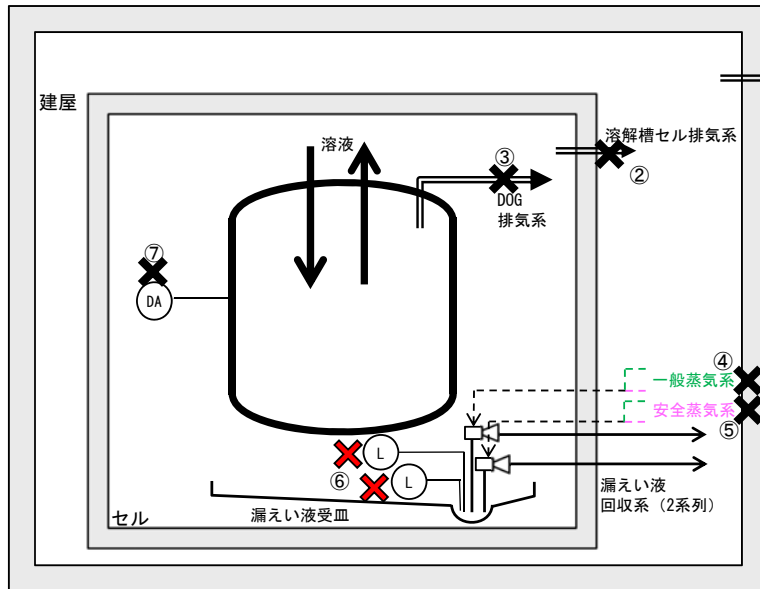 建屋
溶液
③
溶解槽セル排気系
②
DOG
排気系
⑦
DA
④
一般蒸気系
安全蒸気系
⑤
L
⑥
L
漏えい液
回収系（2系列）
漏えい液受皿
セル